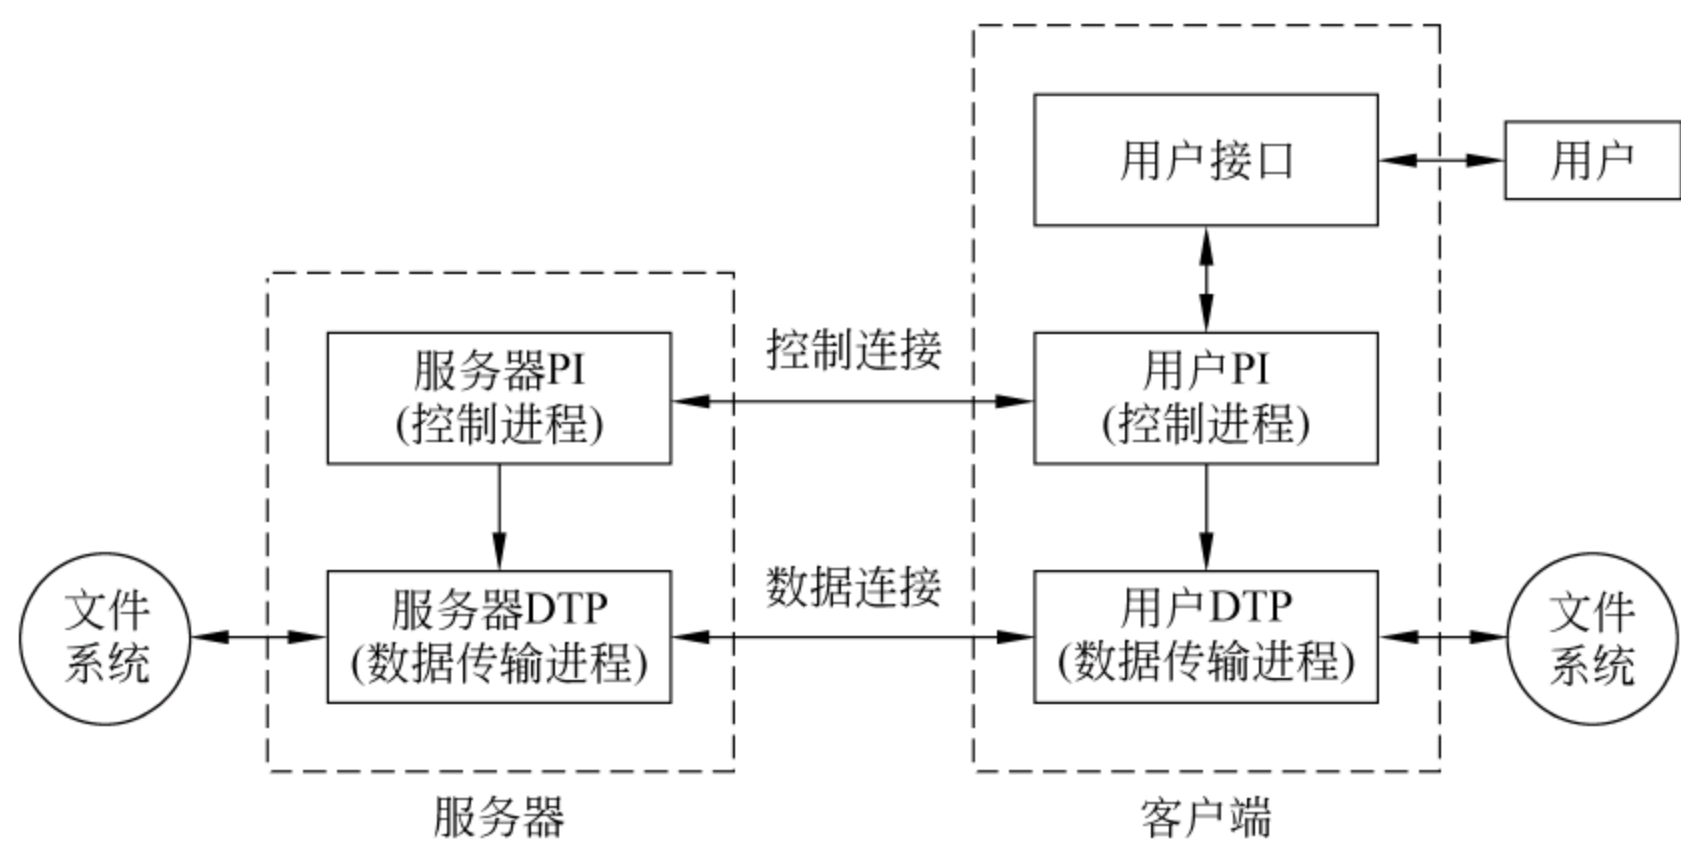 用户接口
用户
控制连接
服务器PI
(控制进程)
用户PI
(控制进程)
数据连接
文件
系统
服务器DTP
(数据传输进程)
用户DTP
(数据传输进程)
文件
系统
服务器
客户端